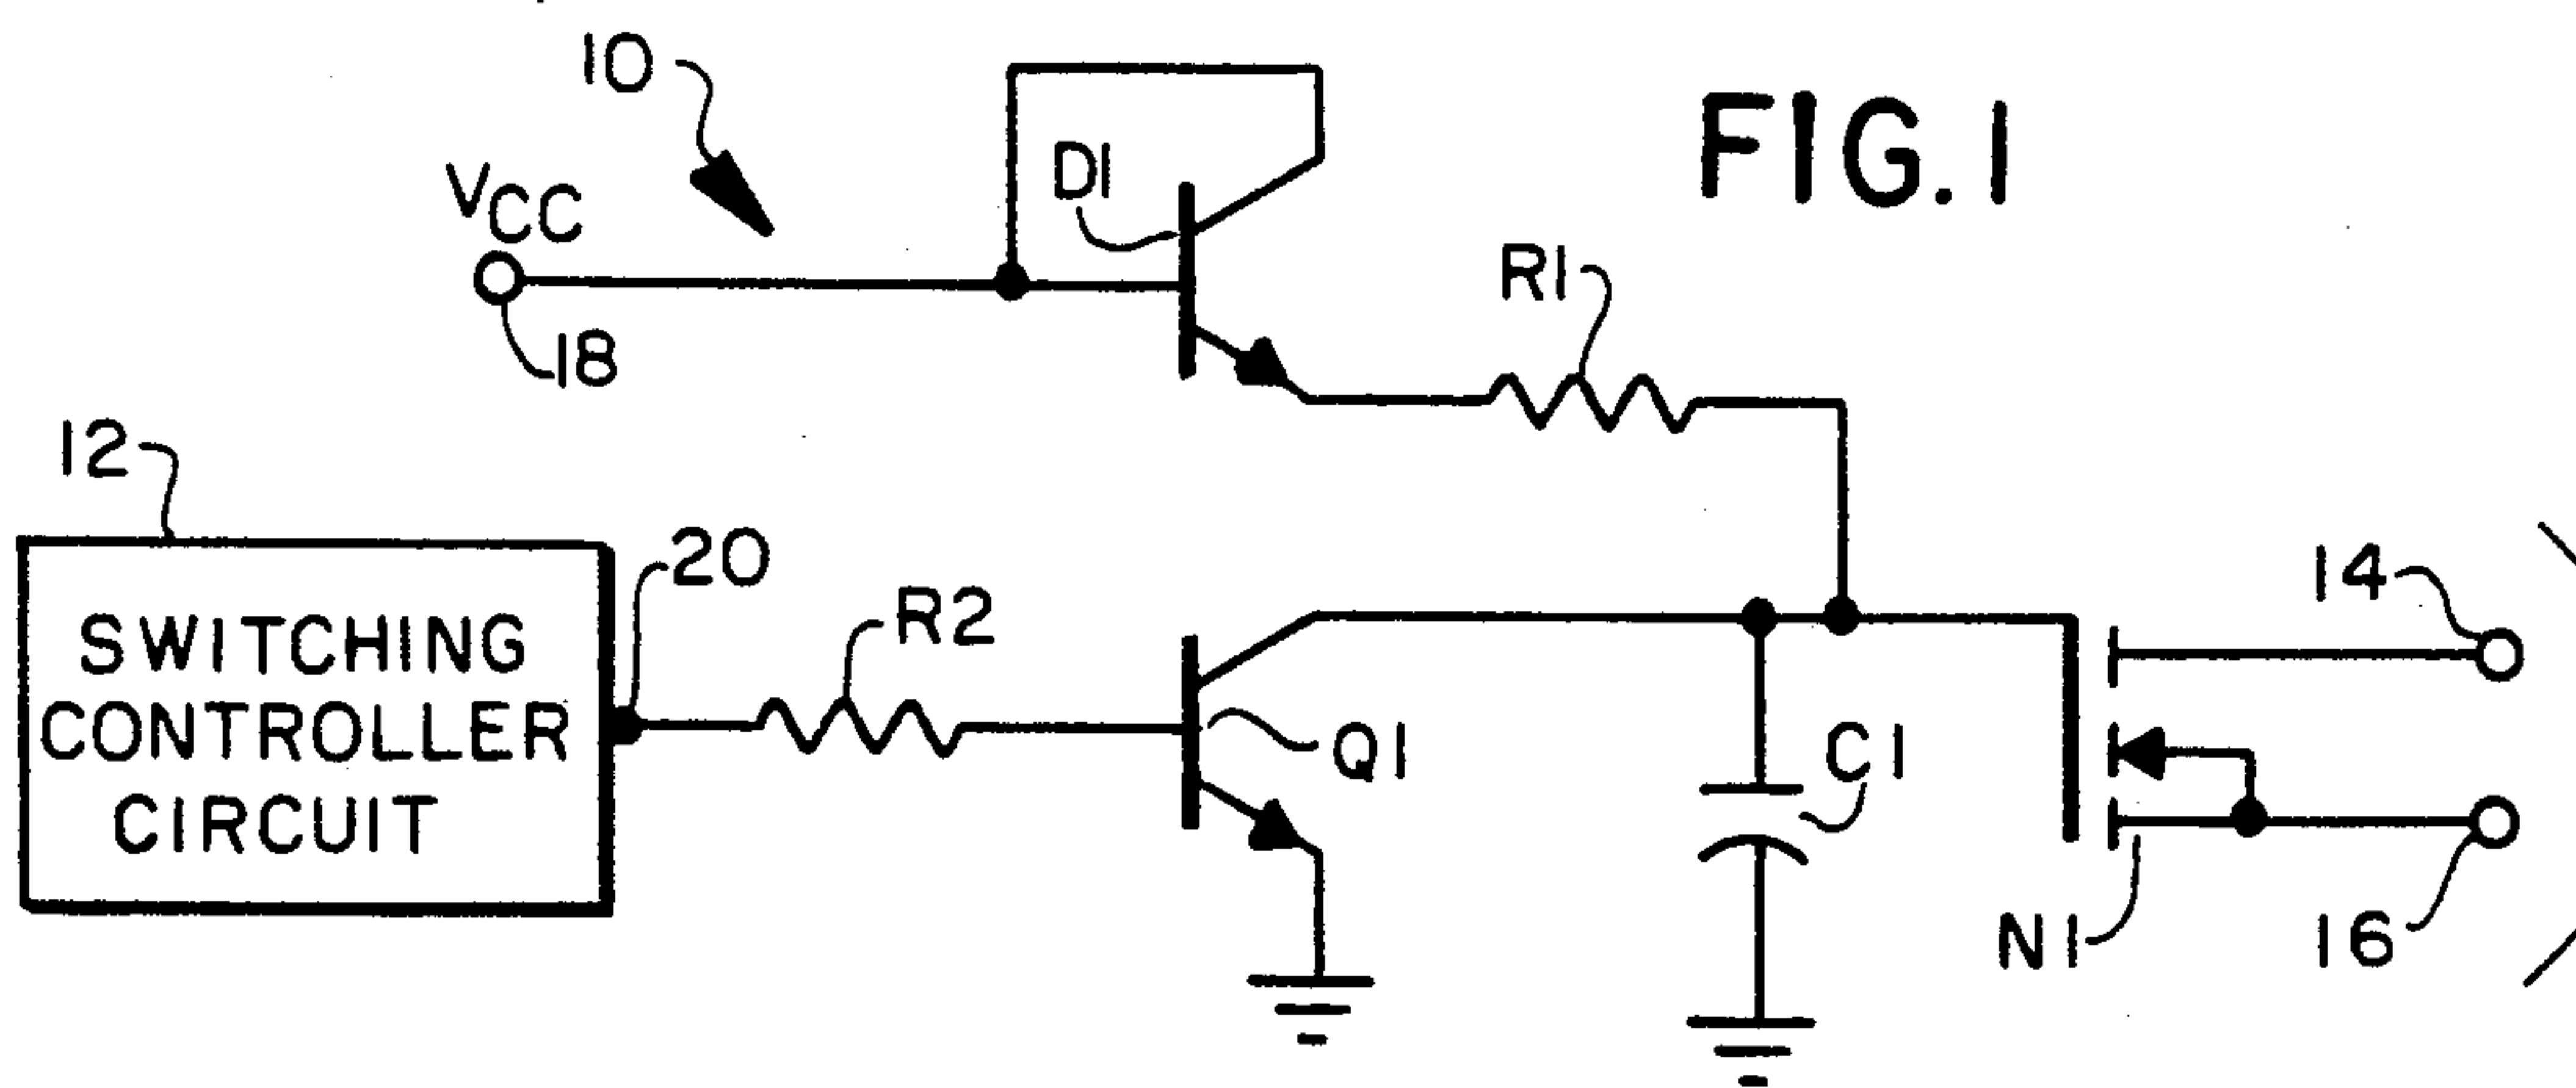 10
FIG. 1
D1
VCC
R1
18
12
20
R2
14
SWITCHING
CONTROLLER
CIRCUIT
Q1
C1
N1
16